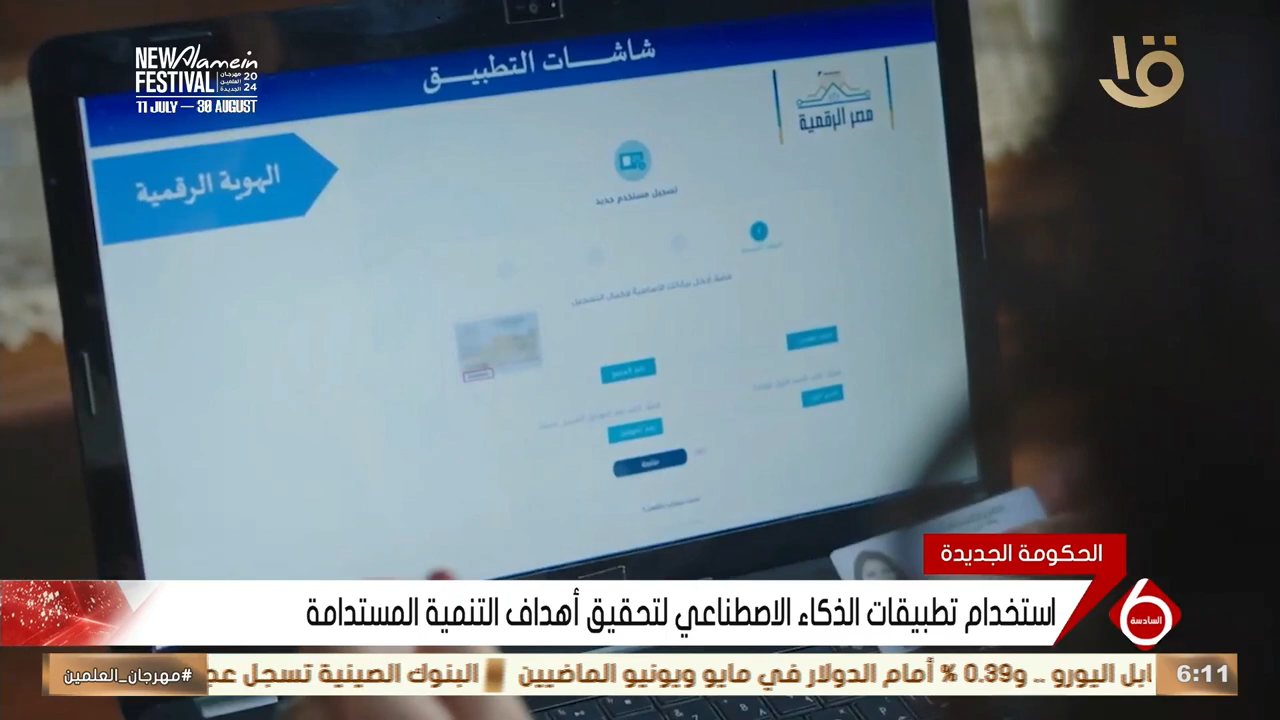 NEW Alamein
FESTIVAL
مهرجان
العلمين
الجديدة
20
24
11 JULY — 30 AUGUST
شاشات التطبيق
مصر الرقمية
الهوية الرقمية
تسجيل مستخدم جديد
الحكومة الجديدة
استخدام تطبيقات الذكاء الاصطناعي لتحقيق أهداف التنمية المستدامة
6
السادسة
6:11
ابل اليورو .. و0.39 % أمام الدولار في مايو ويونيو الماضيين
البنوك الصينية تسجل عج
#مهرجان_العلمين